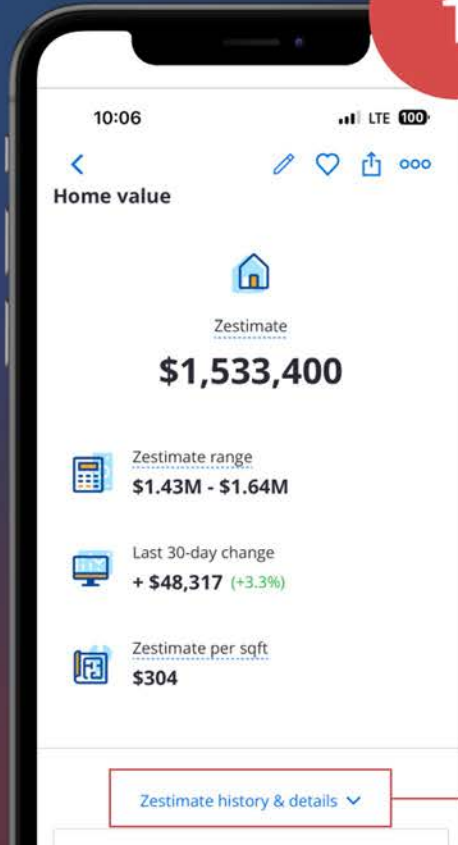 1
10:06 LTE 100
Home value
Zestimate
$1,533,400
Zestimate range
$1.43M - $1.64M
Last 30-day change
+ $48,317 (+3.3%)
Zestimate per sqft
$304
Zestimate history & details